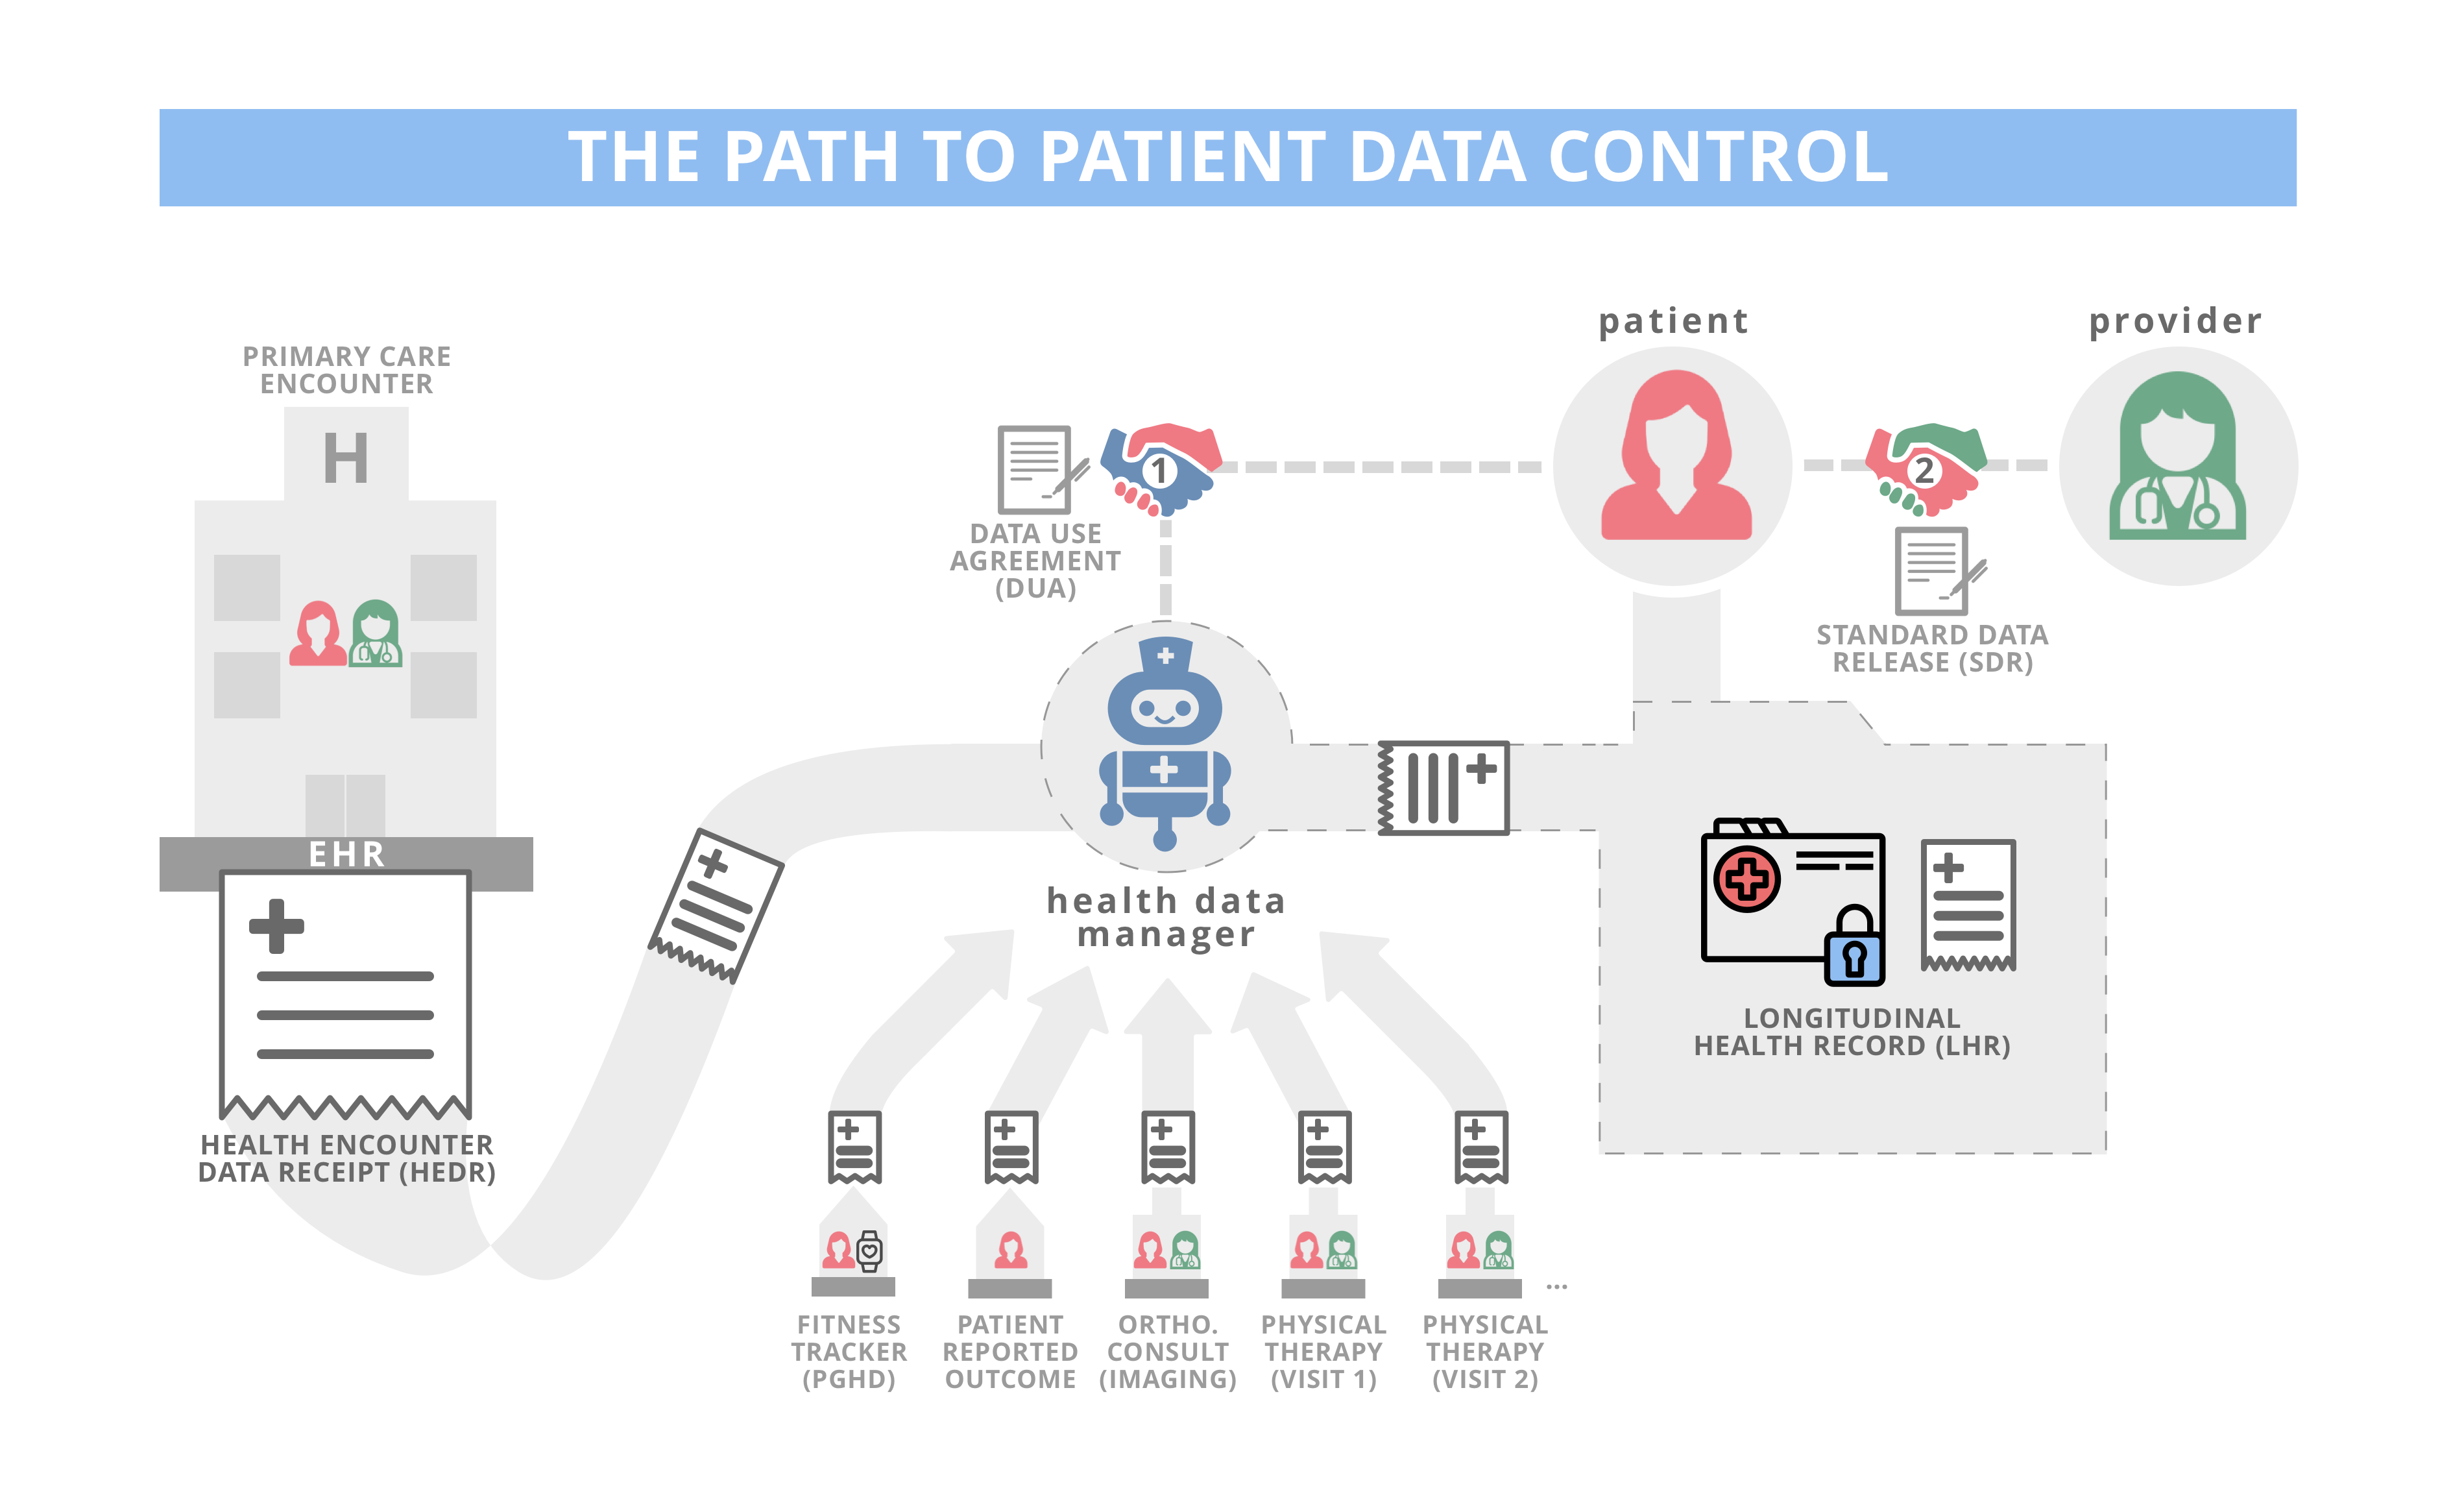 THE PATH TO PATIENT DATA CONTROL
patient
provider
PRIMARY CARE
ENCOUNTER
H
1
2
DATA USE
AGREEMENT
(DUA)
STANDARD DATA
RELEASE (SDR)
EHR
health data
manager
HEALTH ENCOUNTER
DATA RECEIPT (HEDR)
LONGITUDINAL
HEALTH RECORD (LHR)
...
FITNESS
TRACKER
(PGHD)
PATIENT
REPORTED
OUTCOME
ORTHO.
CONSULT
(IMAGING)
PHYSICAL
THERAPY
(VISIT 1)
PHYSICAL
THERAPY
(VISIT 2)